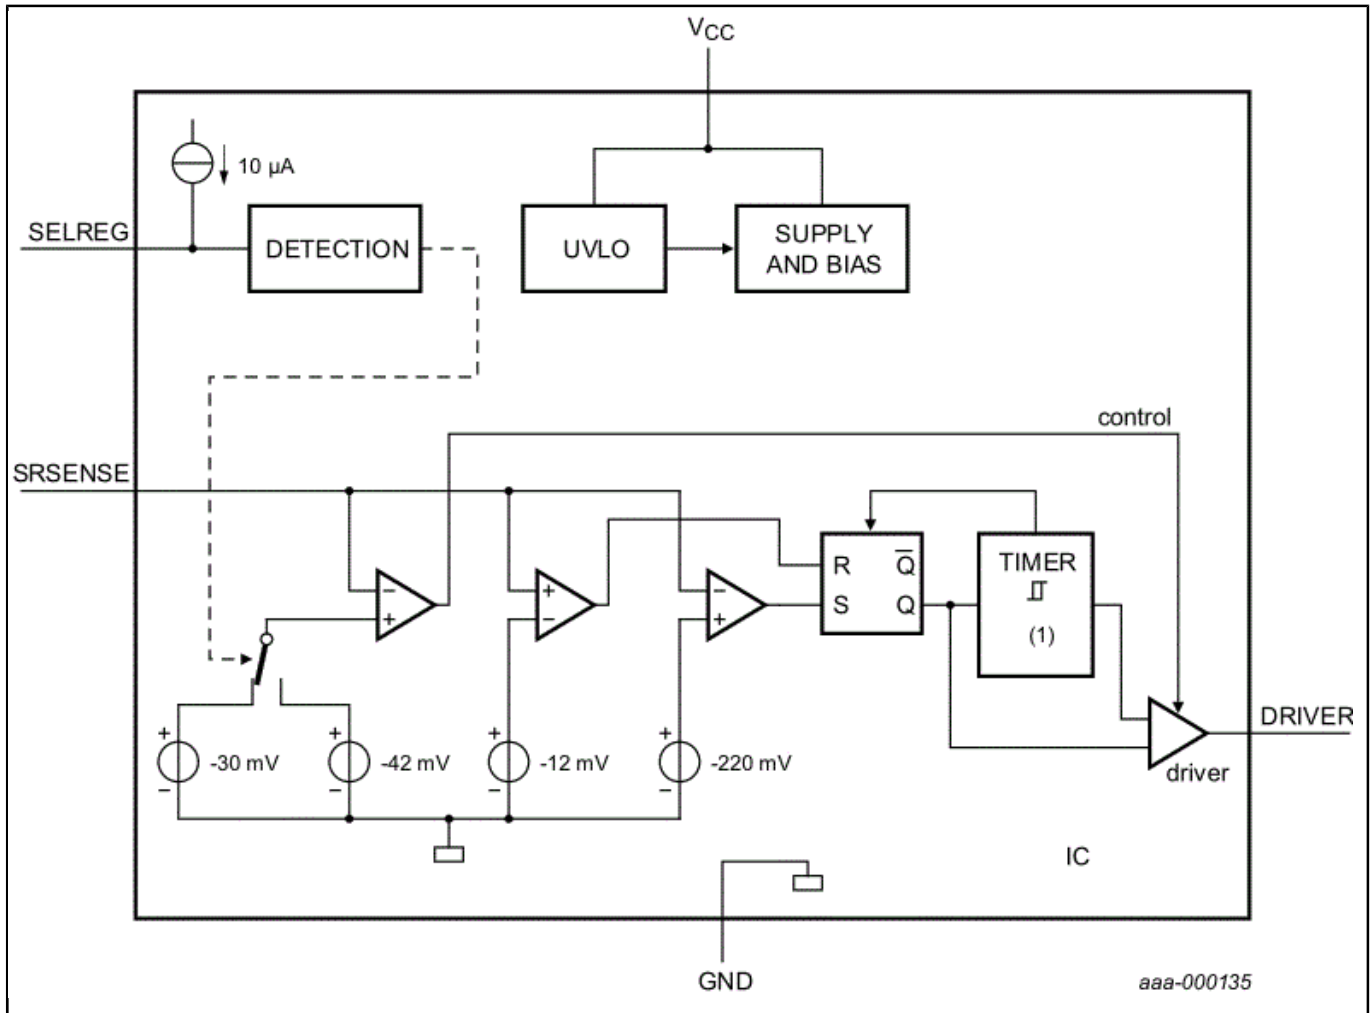 VCC
10 µA
SELREG
DETECTION
UVLO
SUPPLY
AND BIAS
control
SRSENSE
−
+
+
−
−
+
R
Q̅
S
Q
TIMER
(1)
+
-30 mV
−
+
-42 mV
−
+
-12 mV
−
+
-220 mV
−
DRIVER
driver
IC
GND
aaa-000135